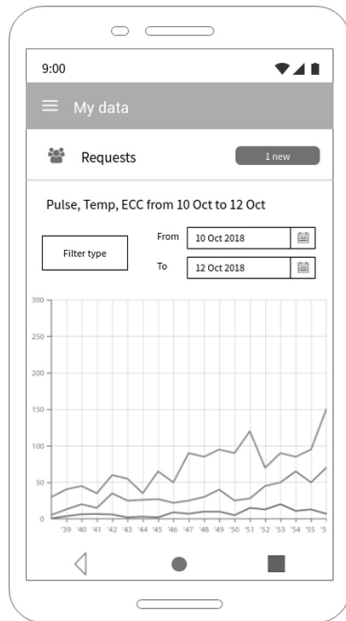 9:00
My data
Requests
1 new
Pulse, Temp, ECC from 10 Oct to 12 Oct
Filter type
From
10 Oct 2018
To
12 Oct 2018
300
250
200
150
100
50
0
'39 '40 '41 '42 '43 '44 '45 '46 '47 '48 '49 '50 '51 '52 '53 '54 '55 '5